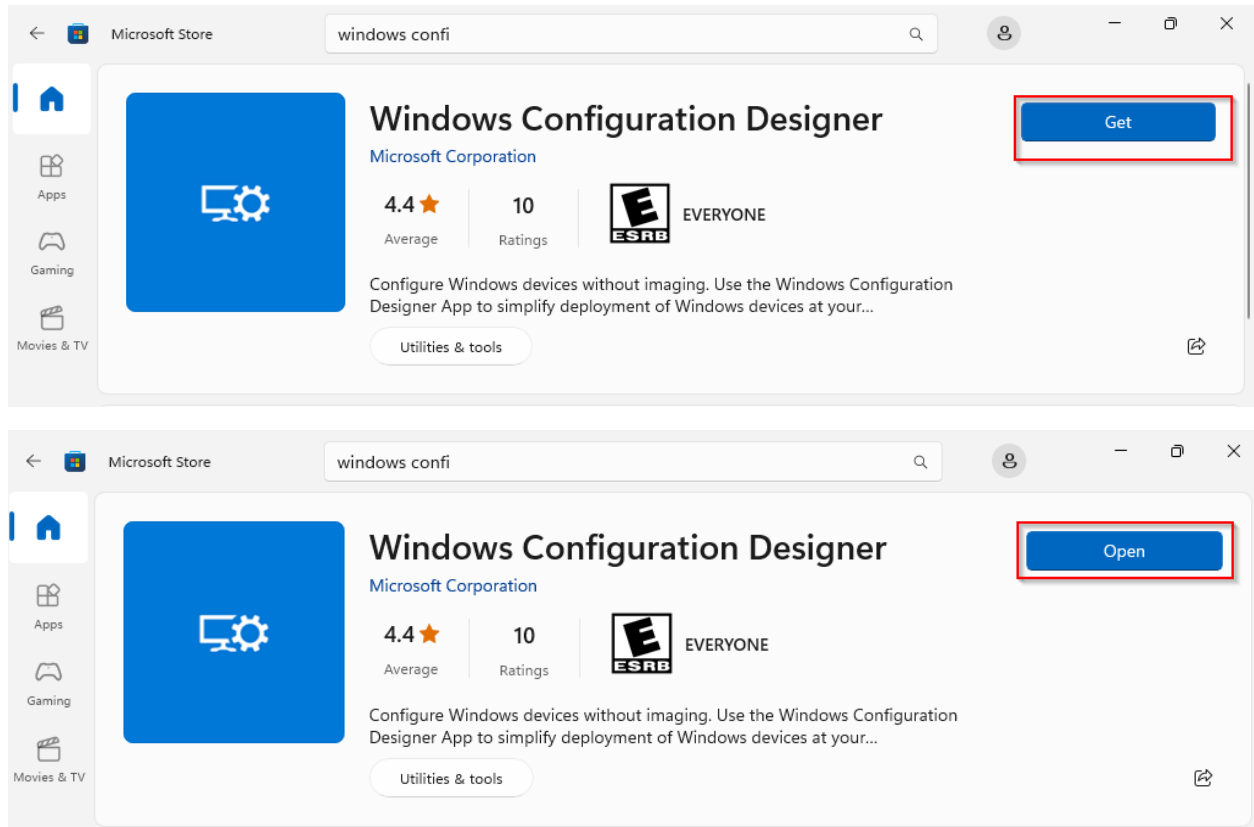 Microsoft Store
windows confi
Windows Configuration Designer
Get
Microsoft Corporation
Apps
4.4
10
E
EVERYONE
Average
Ratings
ESRB
Gaming
Configure Windows devices without imaging. Use the Windows Configuration
Designer App to simplify deployment of Windows devices at your...
Movies & TV
Utilities & tools
Microsoft Store
windows confi
Windows Configuration Designer
Open
Microsoft Corporation
Apps
4.4
10
E
EVERYONE
Average
Ratings
ESRB
Gaming
Configure Windows devices without imaging. Use the Windows Configuration
Designer App to simplify deployment of Windows devices at your...
Movies & TV
Utilities & tools